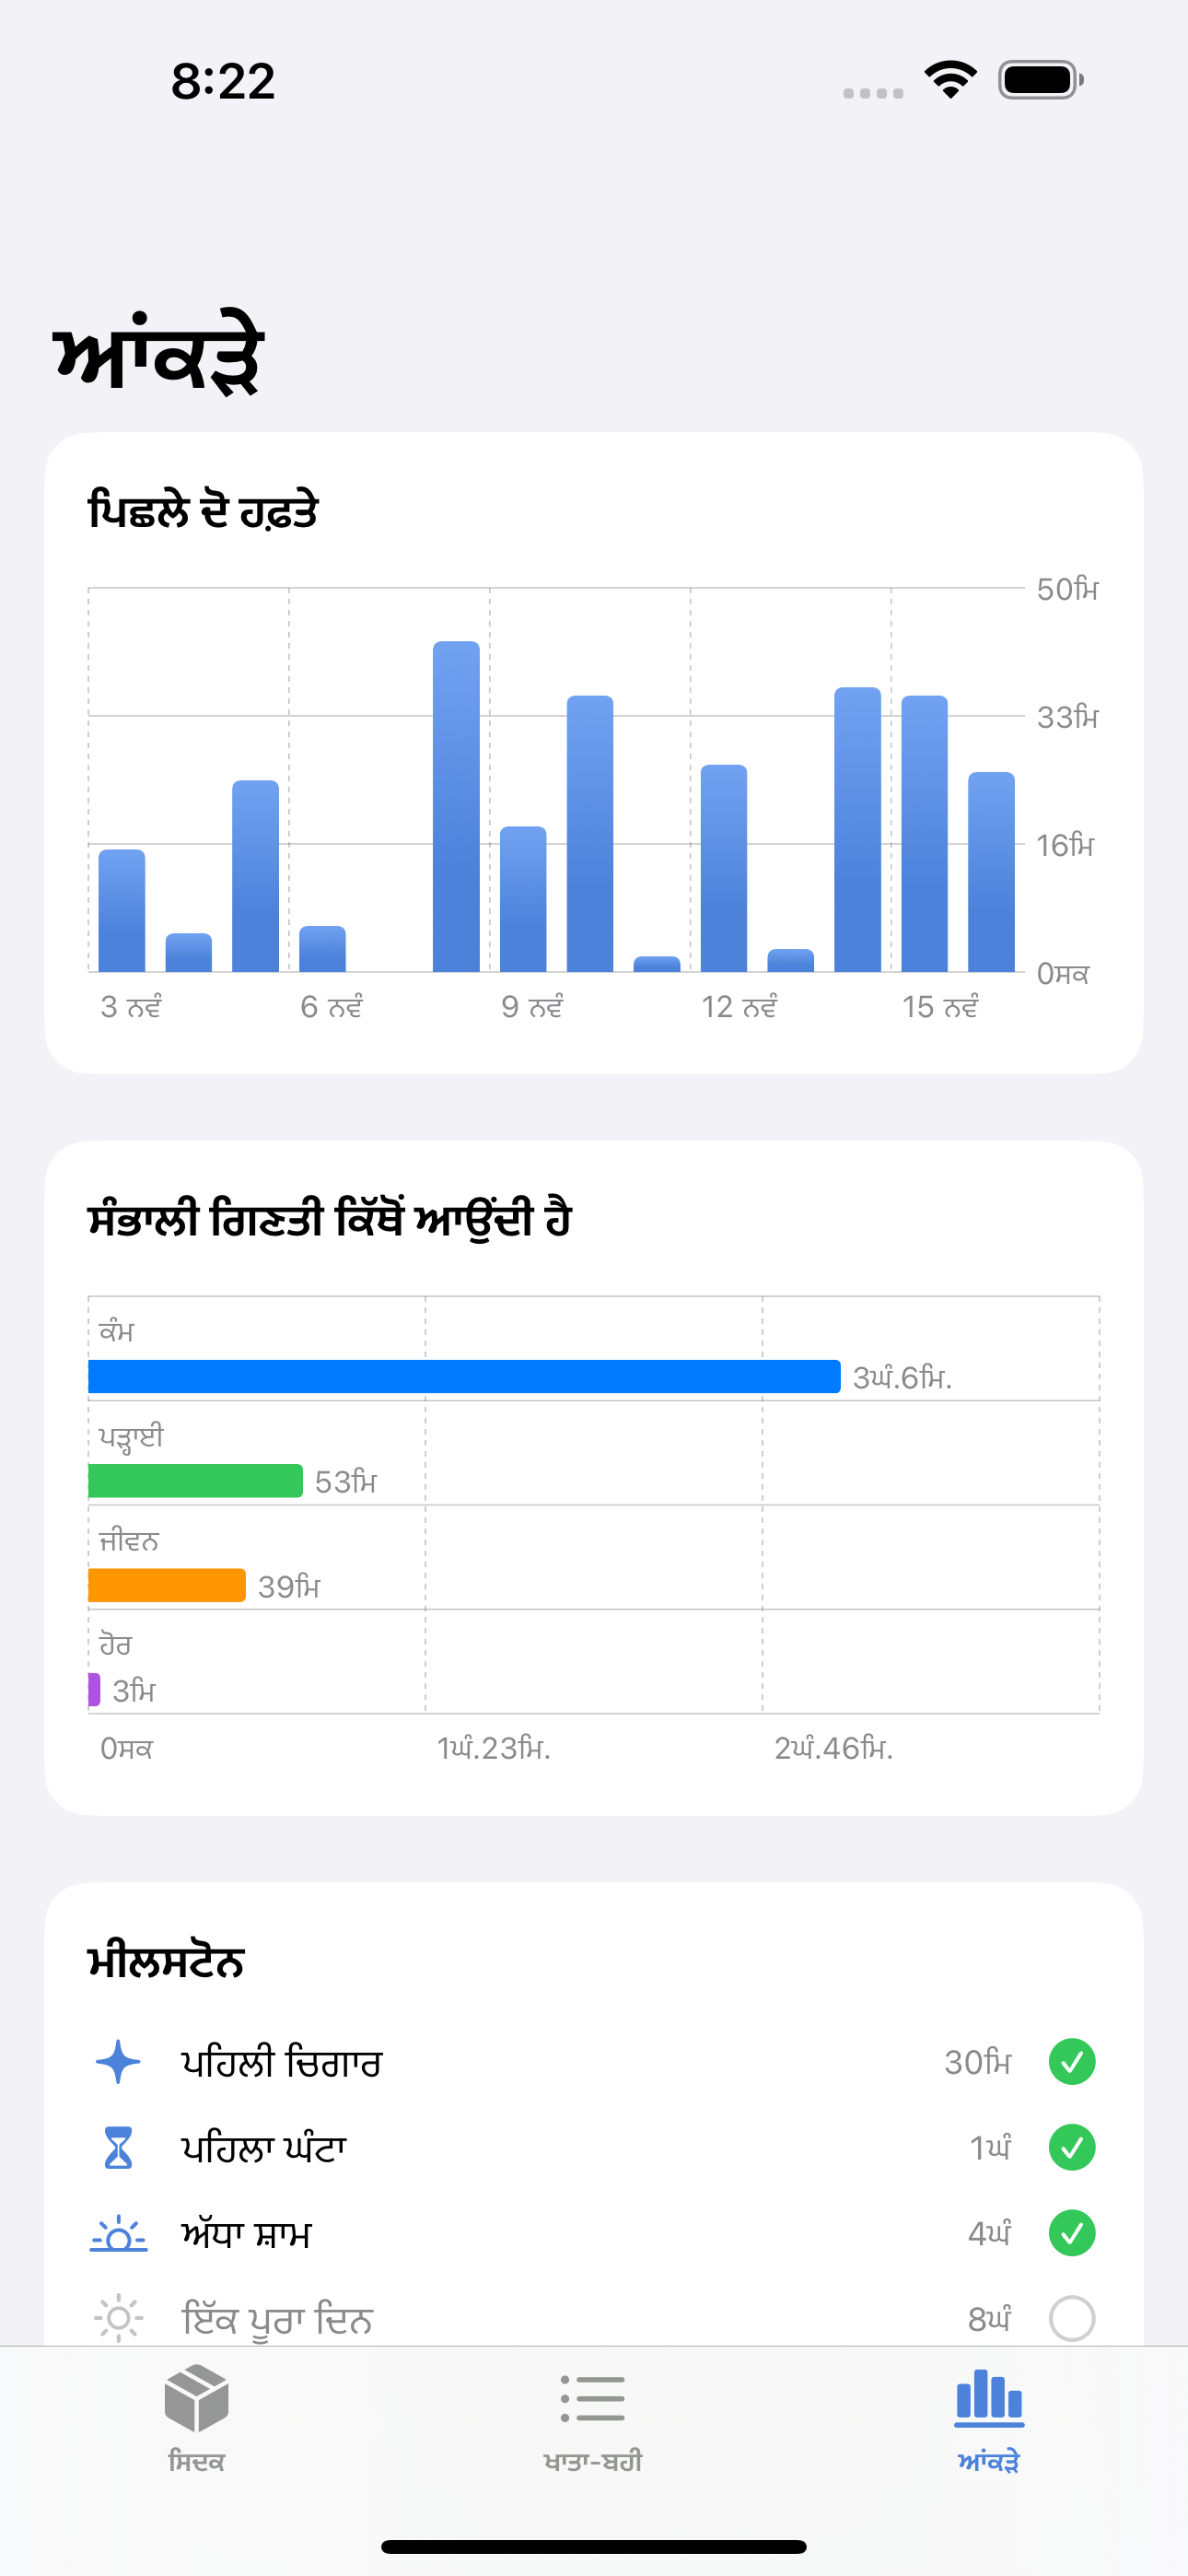 8:22
ਆਂਕੜੇ
ਪਿਛਲੇ ਦੋ ਹਫ਼ਤੇ
50ਮਿ
33ਮਿ
16ਮਿ
0ਸਕ
3 ਨਵੰ
6 ਨਵੰ
9 ਨਵੰ
12 ਨਵੰ
15 ਨਵੰ
ਸੰਭਾਲੀ ਗਿਣਤੀ ਕਿੱਥੋਂ ਆਉਂਦੀ ਹੈ
ਕੰਮ
3ਘੰ.6ਮਿ.
ਪੜ੍ਹਾਈ
53ਮਿ
ਜੀਵਨ
39ਮਿ
ਹੋਰ
3ਮਿ
0ਸਕ
1ਘੰ.23ਮਿ.
2ਘੰ.46ਮਿ.
ਮੀਲਸਟੋਨ
ਪਹਿਲੀ ਚਿਗਾਰ 30ਮਿ
ਪਹਿਲਾ ਘੰਟਾ 1ਘੰ
ਅੱਧਾ ਸ਼ਾਮ 4ਘੰ
ਇੱਕ ਪੂਰਾ ਦਿਨ 8ਘੰ
ਸਿਦਕ
ਖਾਤਾ-ਬਹੀ
ਆਂਕੜੇ